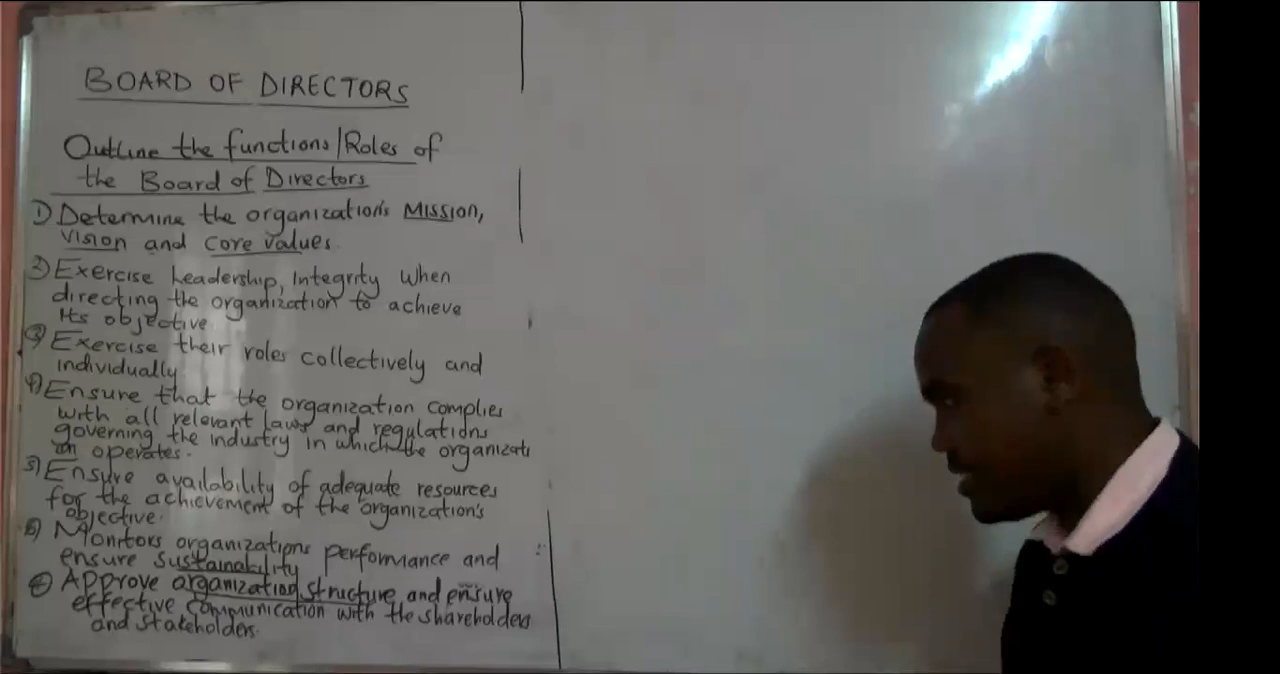 BOARD OF DIRECTORS
Outline the functions/Roles of
the Board of Directors
1) Determine the organization's Mission,
Vision and core values.
2) Exercise Leadership, Integrity when
directing the organization to achieve
its objective.
3) Exercise their roles collectively and
individually
4) Ensure that the organization complies
with all relevant laws and regulations
governing the industry in which the organizati
on operates.
5) Ensure availability of adequate resources
for the achievement of the organization's
objective.
6) Monitors organizations performance and
ensure sustainability
7) Approve organization structure and ensure
effective communication with the shareholders
and stakeholders.